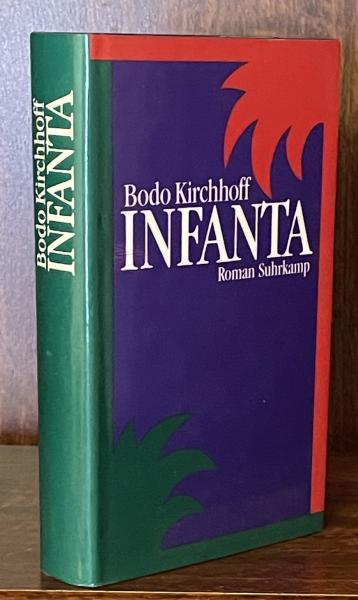 Bodo Kirchhoff
INFANTA
Bodo Kirchhoff
INFANTA
Roman Suhrkamp